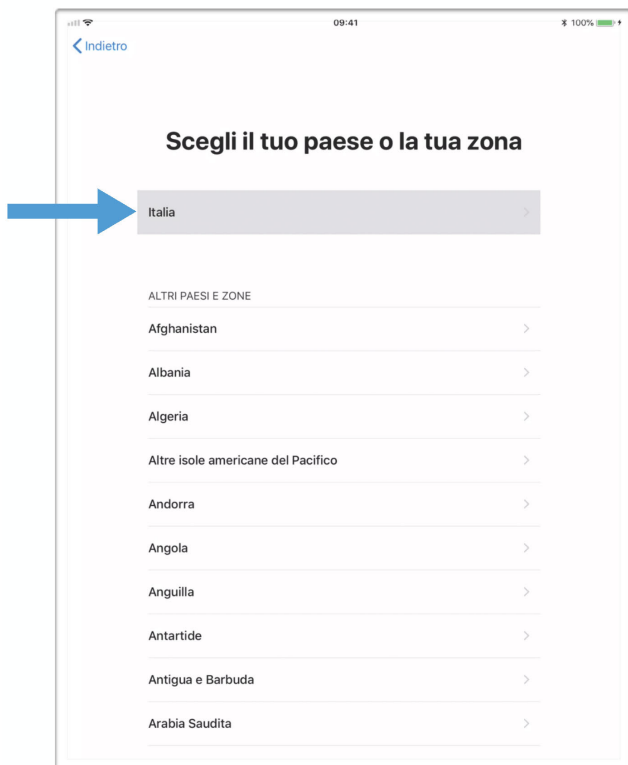 09:41
100%
Indietro
Scegli il tuo paese o la tua zona
Italia
ALTRI PAESI E ZONE
Afghanistan
Albania
Algeria
Altre isole americane del Pacifico
Andorra
Angola
Anguilla
Antartide
Antigua e Barbuda
Arabia Saudita